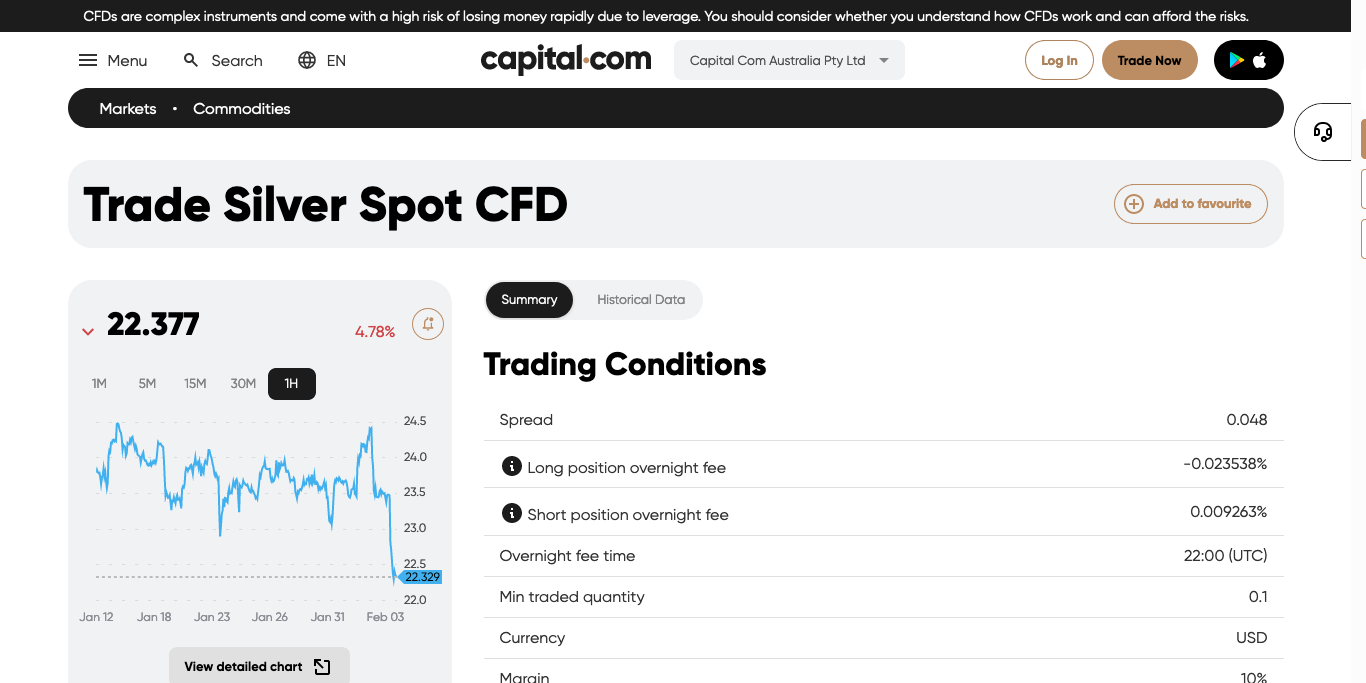 CFDs are complex instruments and come with a high risk of losing money rapidly due to leverage. You should consider whether you understand how CFDs work and can afford the risks.
Menu Search EN capital.com Capital Com Australia Pty Ltd Log In Trade Now
Markets • Commodities
Trade Silver Spot CFD
Add to favourite
22.377
4.78%
1M 5M 15M 30M 1H
24.5
24.0
23.5
23.0
22.5
22.329
22.0
Jan 12 Jan 18 Jan 23 Jan 26 Jan 31 Feb 03
View detailed chart
Summary Historical Data
Trading Conditions
Spread 0.048
Long position overnight fee -0.023538%
Short position overnight fee 0.009263%
Overnight fee time 22:00 (UTC)
Min traded quantity 0.1
Currency USD
Margin 10%